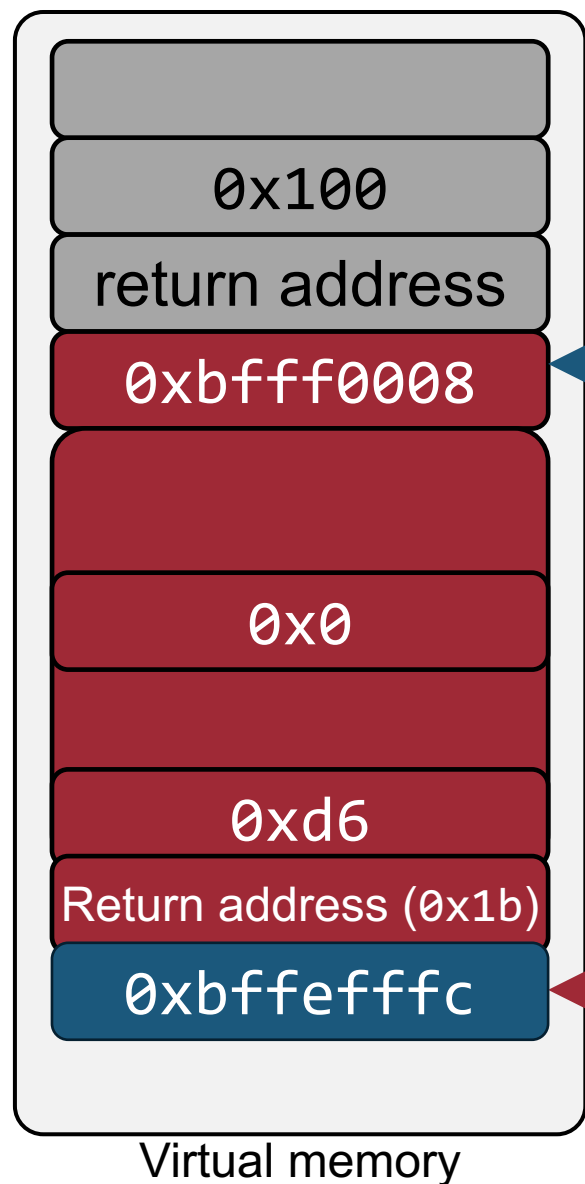 0x100
return address
0xbfff0008
0x0
0xd6
Return address (0x1b)
0xbffefffc
Virtual memory